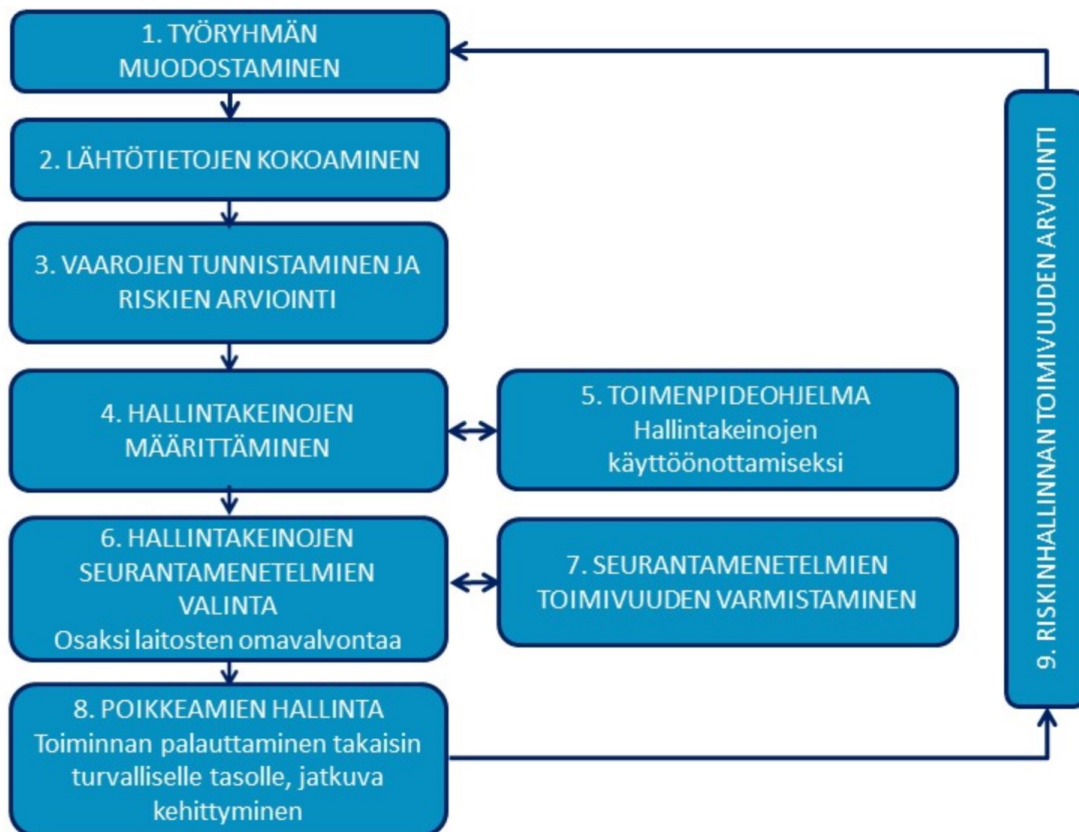 1. TYÖRYHMÄN
MUODOSTAMINEN
2. LÄHTÖTIETOJEN KOKOAMINEN
3. VAAROJEN TUNNISTAMINEN JA
RISKIEN ARVIOINTI
4. HALLINTAKEINOJEN
MÄÄRITTÄMINEN
5. TOIMENPIDEOHJELMA
Hallintakeinojen
käyttöönottamiseksi
6. HALLINTAKEINOJEN
SEURANTAMENETELMIEN
VALINTA
Osaksi laitosten omavalvontaa
7. SEURANTAMENETELMIEN
TOIMIVUUDEN VARMISTAMINEN
8. POIKKEAMIEN HALLINTA
Toiminnan palauttaminen takaisin
turvalliselle tasolle, jatkuva
kehittyminen
9. RISKINHALLINNAN TOIMIVUUDEN ARVIOINTI